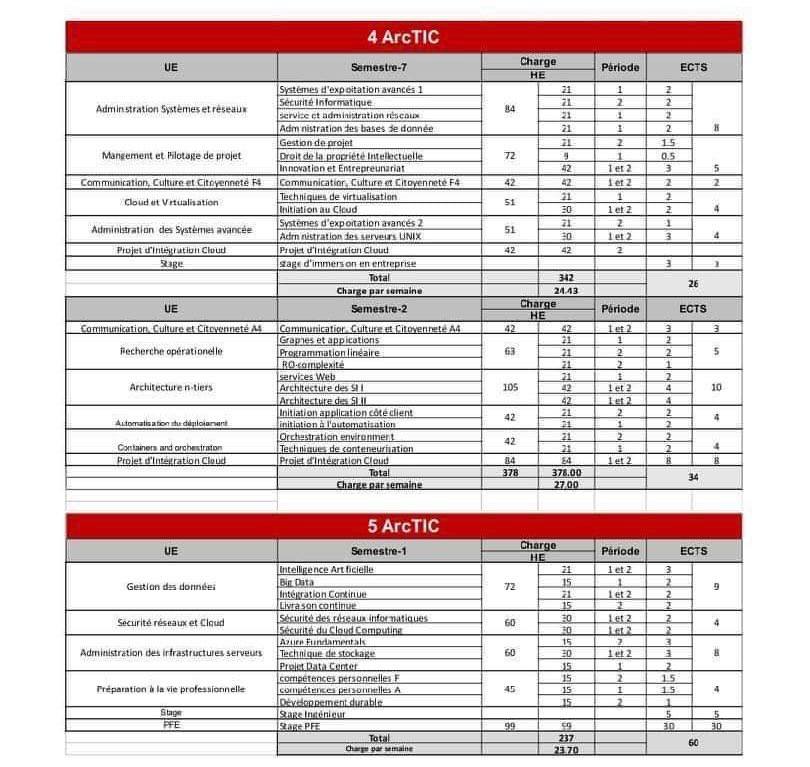 4 ArcTIC
UE Semestre-7 Charge HE Période ECTS
Adminstration Systèmes et réseaux 84 8
Systèmes d'exploitation avancés 1 21 1 2
Sécurité Informatique 21 2 2
service et administration réseaux 21 1 2
Administration des bases de donnée 21 1 2
Mangement et Pilotage de projet 72 5
Gestion de projet 21 2 1.5
Droit de la propriété Intellectuelle 9 1 0.5
Innovation et Entrepreunariat 42 1 et 2 3
Communication, Culture et Citoyenneté F4 Communication, Culture et Citoyenneté F4 42 42 1 et 2 2 2
Cloud et Virtualisation 51 4
Techniques de virtualisation 21 1 2
Initiation au Cloud 30 1 et 2 2
Administration des Systèmes avancée 51 4
Systèmes d'exploitation avancés 2 21 2 1
Administration des serveurs UNIX 30 1 et 2 3
Projet d'Intégration Cloud Projet d'Intégration Cloud 42 42 2
Stage stage d'immersion en entreprise 3 3
Total 342 26
Charge par semaine 24.43
UE Semestre-2 Charge HE Période ECTS
Communication, Culture et Citoyenneté A4 Communication, Culture et Citoyenneté A4 42 42 1 et 2 3 3
Recherche opérationelle 63 5
Graphes et applications 21 1 2
Programmation linéaire 21 2 2
RO-complexité 21 2 1
Architecture n-tiers 105 10
services Web 21 1 2
Architecture des SI I 42 1 et 2 4
Architecture des SI II 42 1 et 2 4
Automatisation du déploiement 42 4
Initiation application côté client 21 2 2
initiation à l'automatisation 21 1 2
Containers and orchestraton 42 4
Orchestration environment 21 2 2
Techniques de conteneurisation 21 1 2
Projet d'Intégration Cloud Projet d'Intégration Cloud 84 84 1 et 2 8 8
Total 378 378.00 34
Charge par semaine 27.00
5 ArcTIC
UE Semestre-1 Charge HE Période ECTS
Gestion des données 72 9
Intelligence Artificielle 21 1 et 2 3
Big Data 15 1 2
Intégration Continue 21 1 et 2 2
Livraison continue 15 2 2
Sécurité réseaux et Cloud 60 4
Sécurité des réseaux informatiques 30 1 et 2 2
Sécurité du Cloud Computing 30 1 et 2 2
Administration des infrastructures serveurs 60 8
Azure Fundamentals 15 2 3
Technique de stockage 30 1 et 2 3
Projet Data Center 15 1 2
Préparation à la vie professionnelle 45 4
compétences personnelles F 15 2 1.5
compétences personnelles A 15 1 1.5
Développement durable 15 2 1
Stage Stage Ingénieur 5 5
PFE Stage PFE 99 59 30 30
Total 237 60
Charge par semaine 23.70